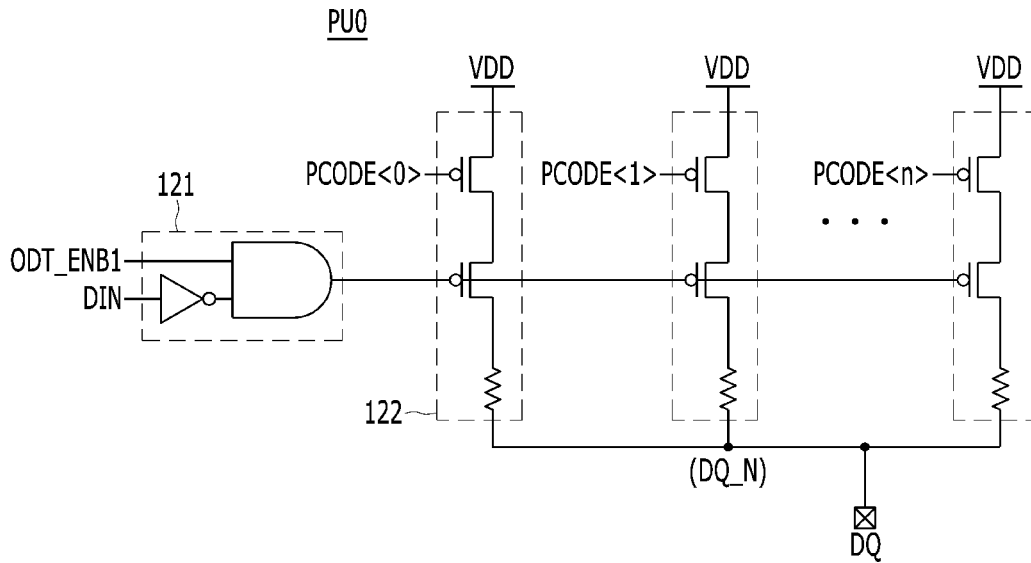 PU0
VDD
VDD
VDD
PCODE<0>
PCODE<1>
PCODE<n>
• • •
121
ODT_ENB1
DIN
122
(DQ_N)
DQ